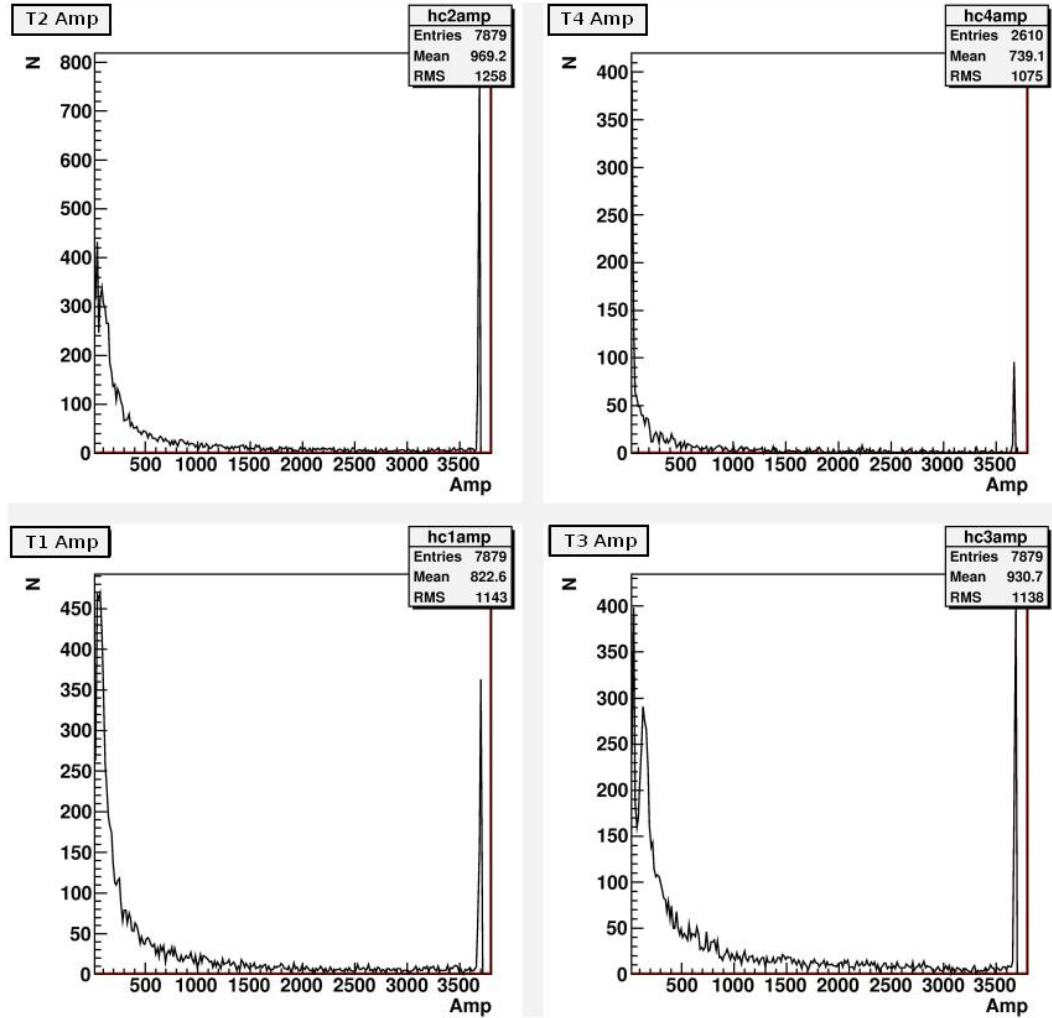 T2 Amp
hc2amp
Entries 7879
Mean 969.2
RMS 1258
N
800
700
600
500
400
300
200
100
0
500 1000 1500 2000 2500 3000 3500
Amp
T4 Amp
hc4amp
Entries 2610
Mean 739.1
RMS 1075
N
400
350
300
250
200
150
100
50
0
500 1000 1500 2000 2500 3000 3500
Amp
T1 Amp
hc1amp
Entries 7879
Mean 822.6
RMS 1143
N
450
400
350
300
250
200
150
100
50
0
500 1000 1500 2000 2500 3000 3500
Amp
T3 Amp
hc3amp
Entries 7879
Mean 930.7
RMS 1138
N
400
350
300
250
200
150
100
50
0
500 1000 1500 2000 2500 3000 3500
Amp